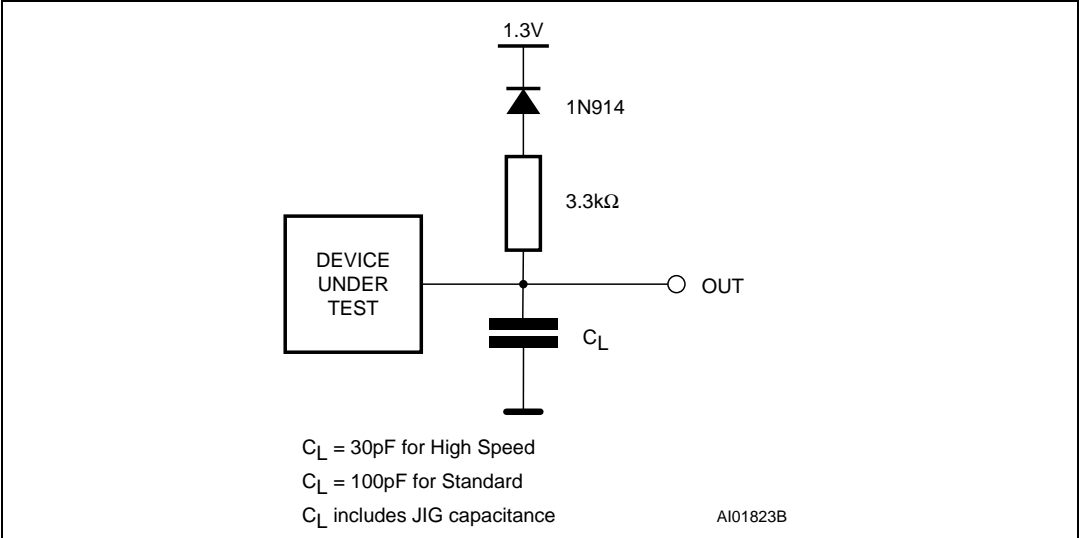 1.3V
1N914
3.3kΩ
DEVICE
UNDER
TEST
OUT
CL
CL = 30pF for High Speed
CL = 100pF for Standard
CL includes JIG capacitance
AI01823B